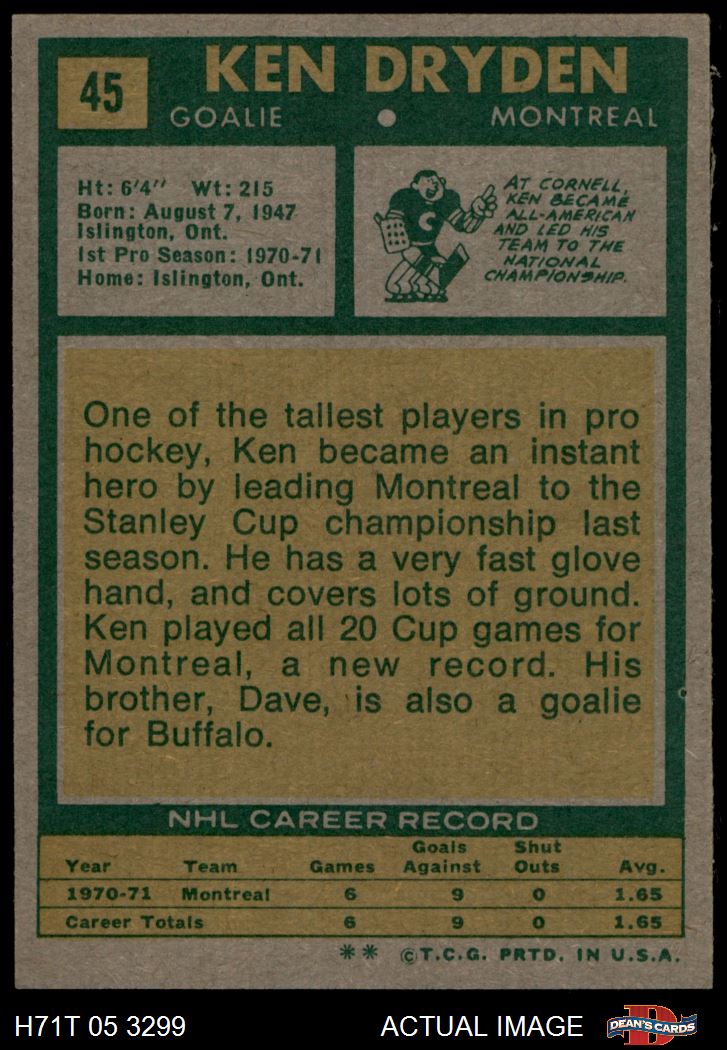 45
KEN DRYDEN
GOALIE • MONTREAL
Ht: 6'4" Wt: 215
Born: August 7, 1947
Islington, Ont.
1st Pro Season: 1970-71
Home: Islington, Ont.
C
AT CORNELL,
KEN BECAME
ALL-AMERICAN
AND LED HIS
TEAM TO THE
NATIONAL
CHAMPIONSHIP.
One of the tallest players in pro
hockey, Ken became an instant
hero by leading Montreal to the
Stanley Cup championship last
season. He has a very fast glove
hand, and covers lots of ground.
Ken played all 20 Cup games for
Montreal, a new record. His
brother, Dave, is also a goalie
for Buffalo.
NHL CAREER RECORD
Year Team Games Goals Against Shut Outs Avg.
1970-71 Montreal 6 9 0 1.65
Career Totals 6 9 0 1.65
** © T.C.G. PRTD. IN U.S.A.
H71T 05 3299 ACTUAL IMAGE
D
DEAN'S CARDS